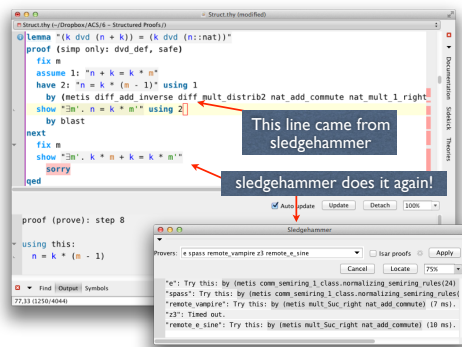 Struct.thy (modified)
Struct.thy (~/Dropbox/ACS/6 - Structured Proofs/)
lemma "(k dvd (n + k)) = (k dvd (n::nat))"
proof (simp only: dvd_def, safe)
fix m
assume 1: "n + k = k * m"
have 2: "n = k * (m - 1)" using 1
by (metis diff_add_inverse diff_mult_distrib2 nat_add_commute nat_mult_1_right
show "∃m'. n = k * m'" using 2
by blast
next
fix m
show "∃m'. k * m + k = k * m'"
sorry
qed
This line came from
sledgehammer
sledgehammer does it again!
Documentation
Sidekick
Theories
Auto update
Update
Detach
100%
proof (prove): step 8
using this:
n = k * (m - 1)
Find
Output
Symbols
77,33 (1250/4044)
Sledgehammer
Provers: e spass remote_vampire z3 remote_e_sine
Isar proofs
Apply
Cancel
Locate
75%
"e": Try this: by (metis comm_semiring_1_class.normalizing_semiring_rules(24)
"spass": Try this: by (metis comm_semiring_1_class.normalizing_semiring_rules(
"remote_vampire": Try this: by (metis mult_Suc_right nat_add_commute) (7 ms).
"z3": Timed out.
"remote_e_sine": Try this: by (metis mult_Suc_right nat_add_commute) (10 ms).